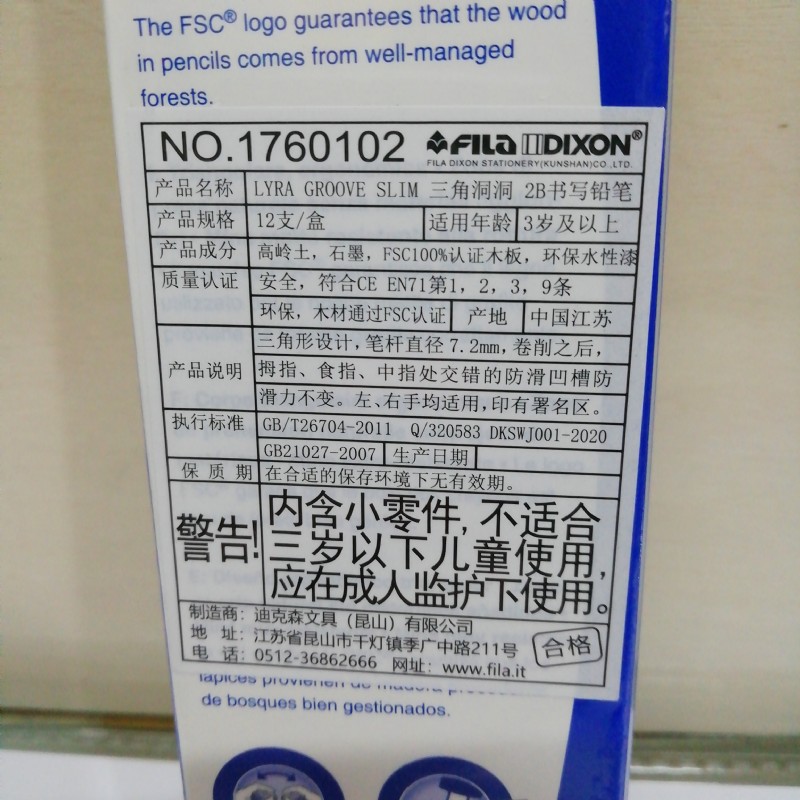 The FSC® logo guarantees that the wood
in pencils comes from well-managed
forests.
NO.1760102 FILA DIXON®
FILA DIXON STATIONERY(KUNSHAN)CO.,LTD.
产品名称 LYRA GROOVE SLIM 三角洞洞 2B书写铅笔
产品规格 12支/盒 适用年龄 3岁及以上
产品成分 高岭土，石墨，FSC100%认证木板，环保水性漆
质量认证 安全，符合CE EN71第1，2，3，9条
环保，木材通过FSC认证 产地 中国江苏
三角形设计，笔杆直径7.2mm，卷削之后，
产品说明 拇指、食指、中指处交错的防滑凹槽防
滑力不变。左、右手均适用，印有署名区。
执行标准 GB/T26704-2011 Q/320583 DKSWJ001-2020
GB21027-2007 生产日期
保质期 在合适的保存环境下无有效期。
警告! 内含小零件，不适合
三岁以下儿童使用，
应在成人监护下使用。
制造商：迪克森文具（昆山）有限公司
地 址：江苏省昆山市千灯镇季广中路211号
电 话：0512-36862666 网址：www.fila.it
合格
de bosques bien gestionados.